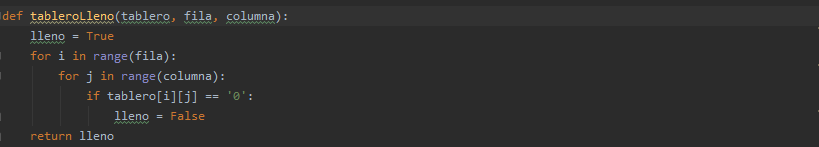 def tableroLleno(tablero, fila, columna):
    lleno = True
    for i in range(fila):
        for j in range(columna):
            if tablero[i][j] == '0':
                lleno = False
    return lleno